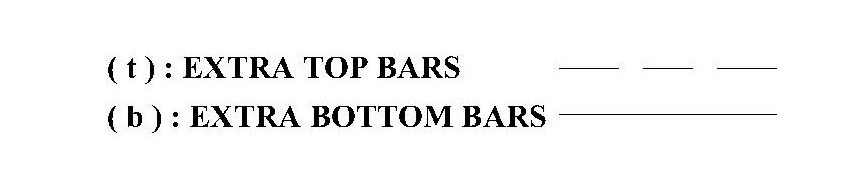 ( t ) : EXTRA TOP BARS
( b ) : EXTRA BOTTOM BARS